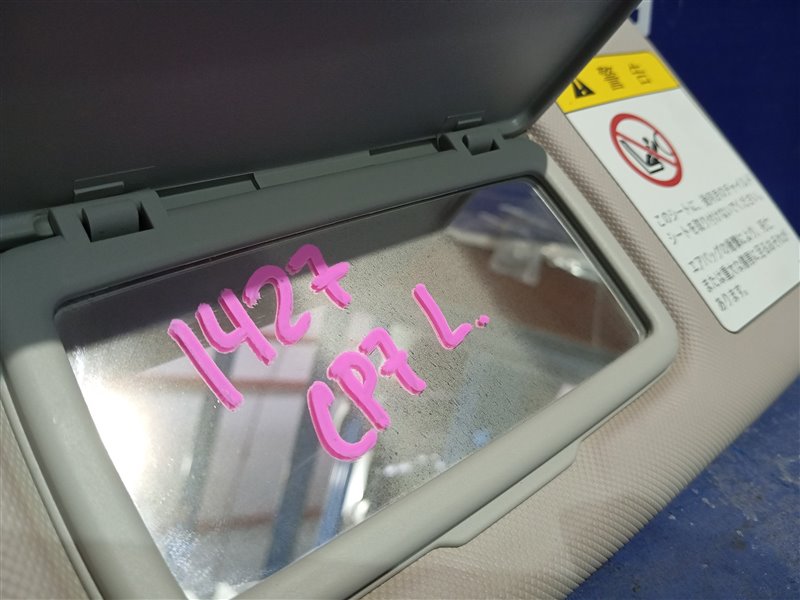 1427
CP7 L.
このシートに、後向きのチャイルド
シートを取り付けないでください。
エアバッグの衝撃により、死亡
または重大な傷害に至るおそれが
あります。